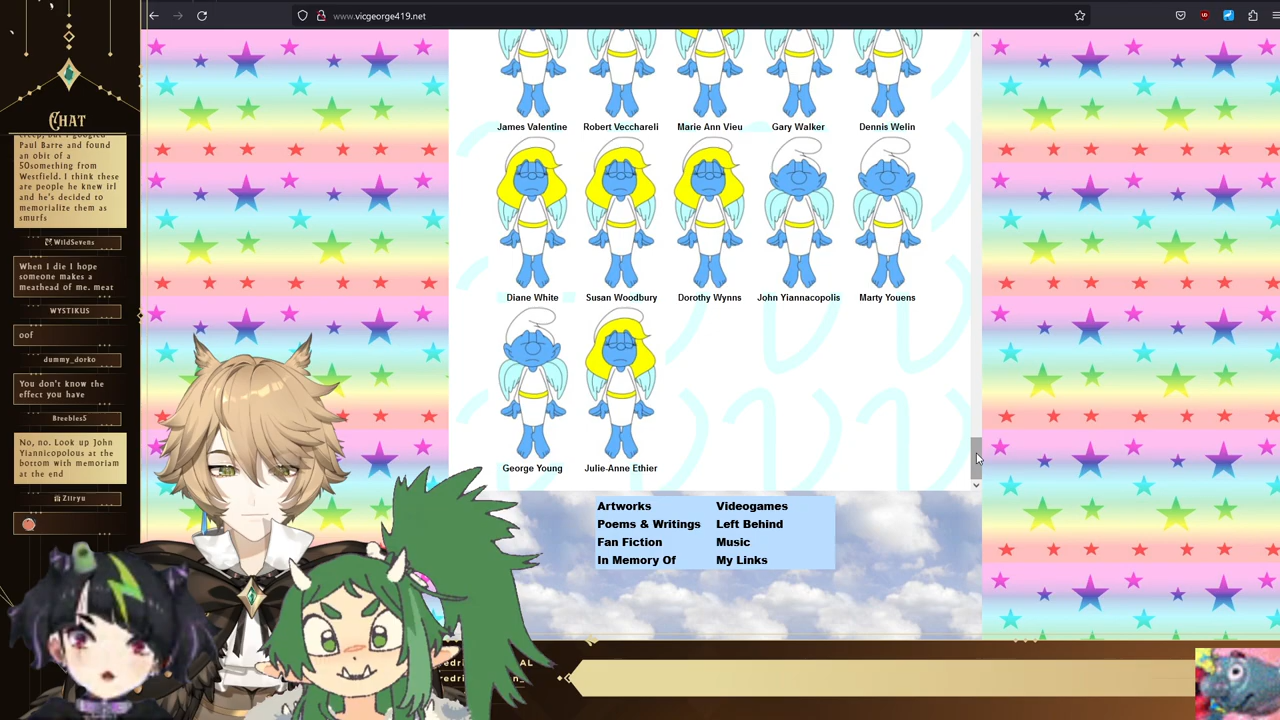 www.vicgeorge419.net
CHAT
Paul Barre and found
an obit of a
50something from
Westfield. I think these
are people he knew irl
and he's decided to
memorialize them as
smurfs
WildSevens
When I die I hope
someone makes a
meathead of me. meat
WYSTIKUS
oof
dummy_dorko
You don't know the
effect you have
Breebles5
No, no. Look up John
Yiannicopolous at the
bottom with memoriam
at the end
Ziiryu
James Valentine Robert Vecchareli Marie Ann Vieu Gary Walker Dennis Welin
Diane White Susan Woodbury Dorothy Wynns John Yiannacopolis Marty Youens
George Young Julie-Anne Ethier
Artworks Videogames
Poems & Writings Left Behind
Fan Fiction Music
In Memory Of My Links
AL